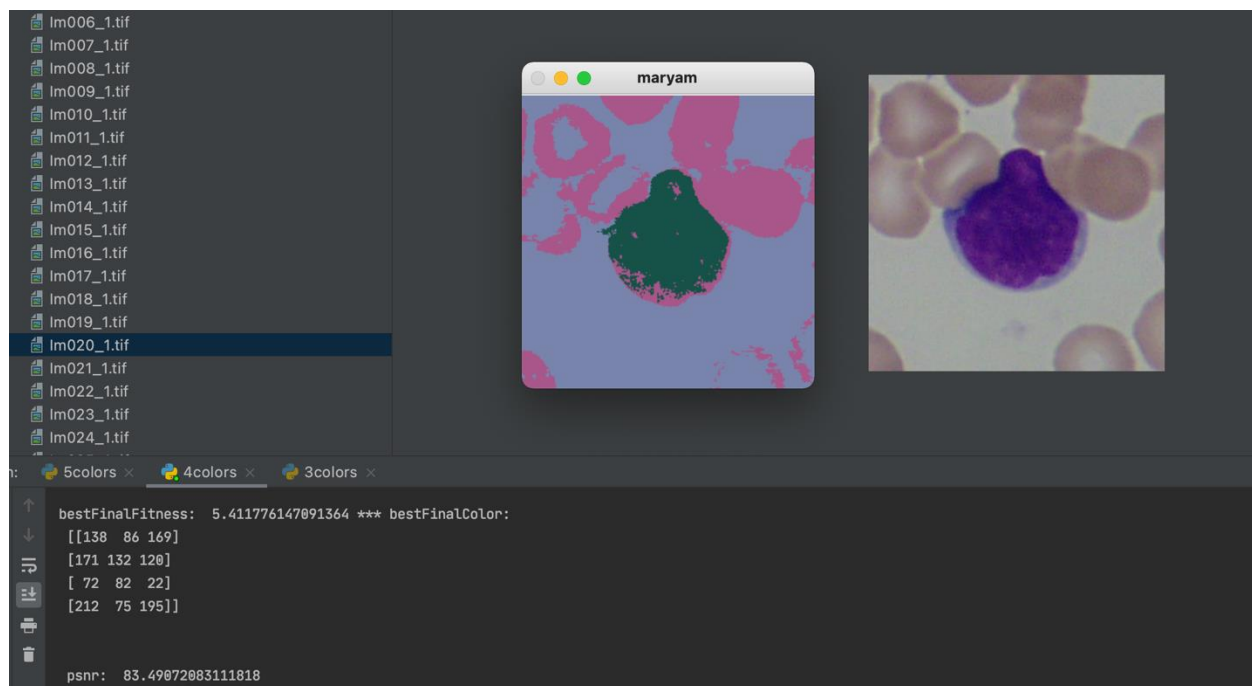 Im006_1.tif
Im007_1.tif
Im008_1.tif
Im009_1.tif
Im010_1.tif
Im011_1.tif
Im012_1.tif
Im013_1.tif
Im014_1.tif
Im015_1.tif
Im016_1.tif
Im017_1.tif
Im018_1.tif
Im019_1.tif
Im020_1.tif
Im021_1.tif
Im022_1.tif
Im023_1.tif
Im024_1.tif
maryam
5colors × 4colors × 3colors ×
bestFinalFitness: 5.411776147091364 *** bestFinalColor:
[[138 86 169]
[171 132 120]
[ 72 82 22]
[212 75 195]]
psnr: 83.49072083111818